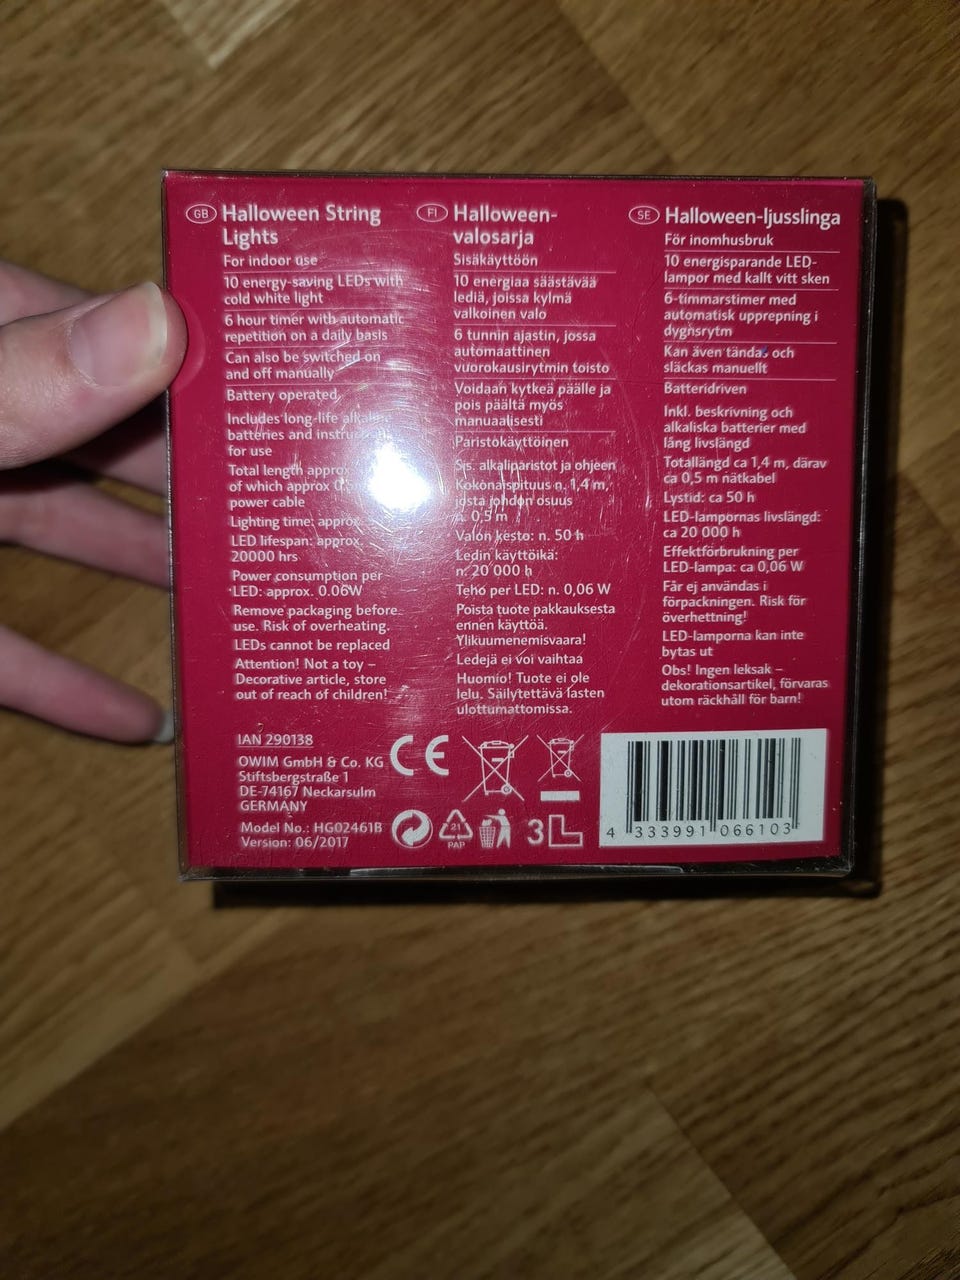 GB Halloween String
Lights
For indoor use
10 energy-saving LEDs with
cold white light
6 hour timer with automatic
repetition on a daily basis
Can also be switched on
and off manually
Battery operated
Includes long-life
batteries and
for use
Total length approx
of which approx
power cable
Lighting time: approx.
LED lifespan: approx.
20000 hrs
Power consumption per
LED: approx. 0.06W
Remove packaging before
use. Risk of overheating.
LEDs cannot be replaced
Attention! Not a toy –
Decorative article, store
out of reach of children!
IAN 290138
OWIM GmbH & Co. KG
Stiftsbergstraße 1
DE-74167 Neckarsulm
GERMANY
Model No.: HG02461B
Version: 06/2017
FI Halloween-
valosarja
Sisäkäyttöön
10 energiaa säästävää
lediä, joissa kylmä
valkoinen valo
6 tunnin ajastin, jossa
automaattinen
vuorokausirytmin toisto
Voidaan kytkeä päälle ja
pois päältä myös
manuaalisesti
Paristokäyttöinen
Sis. alkaliparistot ja ohjeen
Kokonaispituus n. 1,4 m,
josta johdon osuus
n. 0,5 m
Valon kesto: n. 50 h
Ledin käyttöikä:
n. 20 000 h
Teho per LED: n. 0,06 W
Poista tuote pakkauksesta
ennen käyttöä.
Ylikuumenemisvaara!
Ledejä ei voi vaihtaa
Huomio! Tuote ei ole
lelu. Säilytettävä lasten
ulottumattomissa.
SE Halloween-ljusslinga
För inomhusbruk
10 energisparande LED-
lampor med kallt vitt sken
6-timmarstimer med
automatisk upprepning i
dygnsrytm
Kan även tändas och
släckas manuellt
Batteridriven
Inkl. beskrivning och
alkaliska batterier med
lång livslängd
Totallängd ca 1,4 m, därav
ca 0,5 m nätkabel
Lystid: ca 50 h
LED-lampornas livslängd:
ca 20 000 h
Effektförbrukning per
LED-lampa: ca 0,06 W
Får ej användas i
förpackningen. Risk för
överhettning!
LED-lamporna kan inte
bytas ut
Obs! Ingen leksak –
dekorationsartikel, förvaras
utom räckhåll för barn!
CE
21
PAP
3L
4 333991 066103